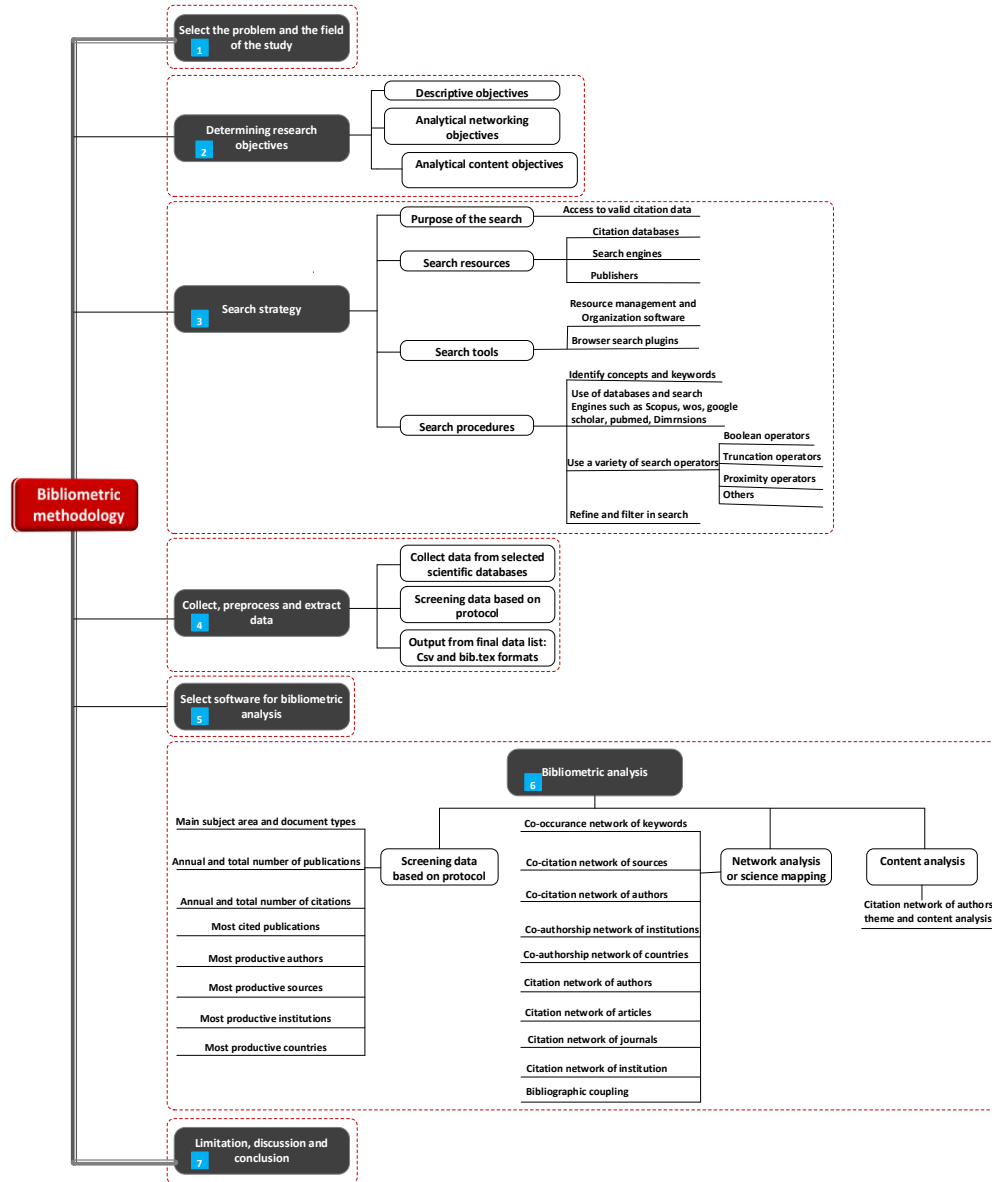 Bibliometric
methodology
Select the problem and the field
of the study
1
Determining research
objectives
2
Descriptive objectives
Analytical networking
objectives
Analytical content objectives
Search strategy
3
Purpose of the search
Access to valid citation data
Search resources
Citation databases
Search engines
Publishers
Search tools
Resource management and
Organization software
Browser search plugins
Search procedures
Identify concepts and keywords
Use of databases and search
Engines such as Scopus, wos, google
scholar, pubmed, Dimrnsions
Use a variety of search operators
Boolean operators
Truncation operators
Proximity operators
Others
Refine and filter in search
Collect, preprocess and extract
data
4
Collect data from selected
scientific databases
Screening data based on
protocol
Output from final data list:
Csv and bib.tex formats
Select software for bibliometric
analysis
5
Bibliometric analysis
6
Screening data
based on protocol
Main subject area and document types
Annual and total number of publications
Annual and total number of citations
Most cited publications
Most productive authors
Most productive sources
Most productive institutions
Most productive countries
Network analysis
or science mapping
Co-occurance network of keywords
Co-citation network of sources
Co-citation network of authors
Co-authorship network of institutions
Co-authorship network of countries
Citation network of authors
Citation network of articles
Citation network of journals
Citation network of institution
Bibliographic coupling
Content analysis
Citation network of authors
theme and content analysis
Limitation, discussion and
conclusion
7